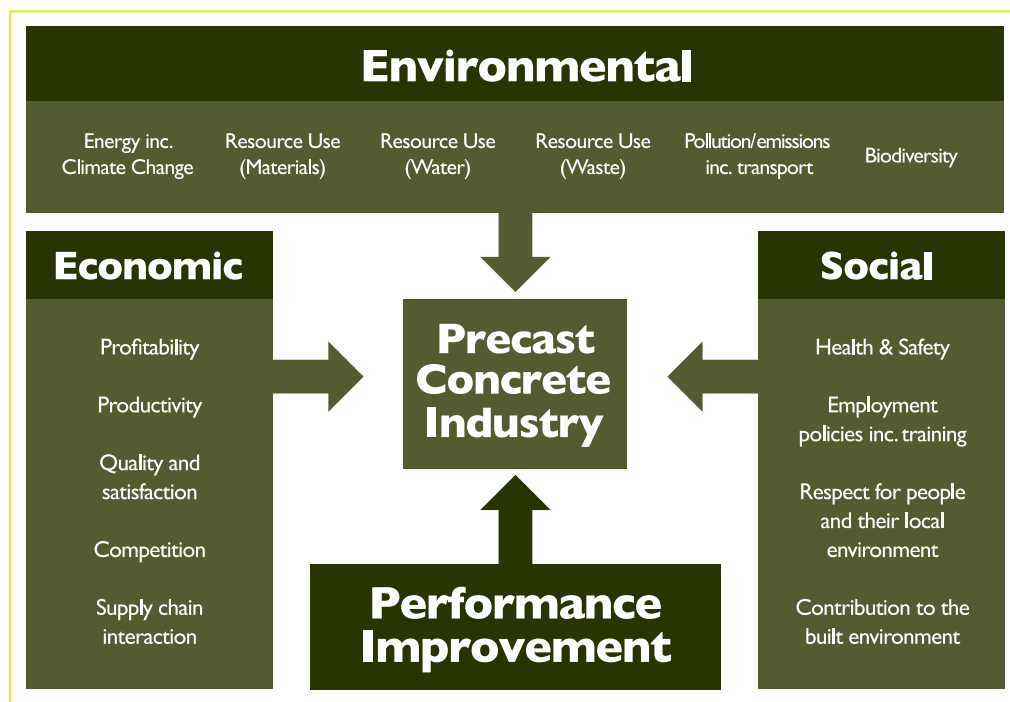 Environmental
Energy inc.
Climate Change
Resource Use
(Materials)
Resource Use
(Water)
Resource Use
(Waste)
Pollution/emissions
inc. transport
Biodiversity
Economic
Profitability
Productivity
Quality and
satisfaction
Competition
Supply chain
interaction
Precast
Concrete
Industry
Social
Health & Safety
Employment
policies inc. training
Respect for people
and their local
environment
Contribution to the
built environment
Performance
Improvement